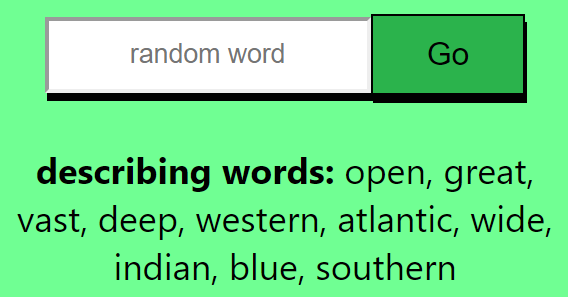 random word
Go
describing words: open, great,
vast, deep, western, atlantic, wide,
indian, blue, southern